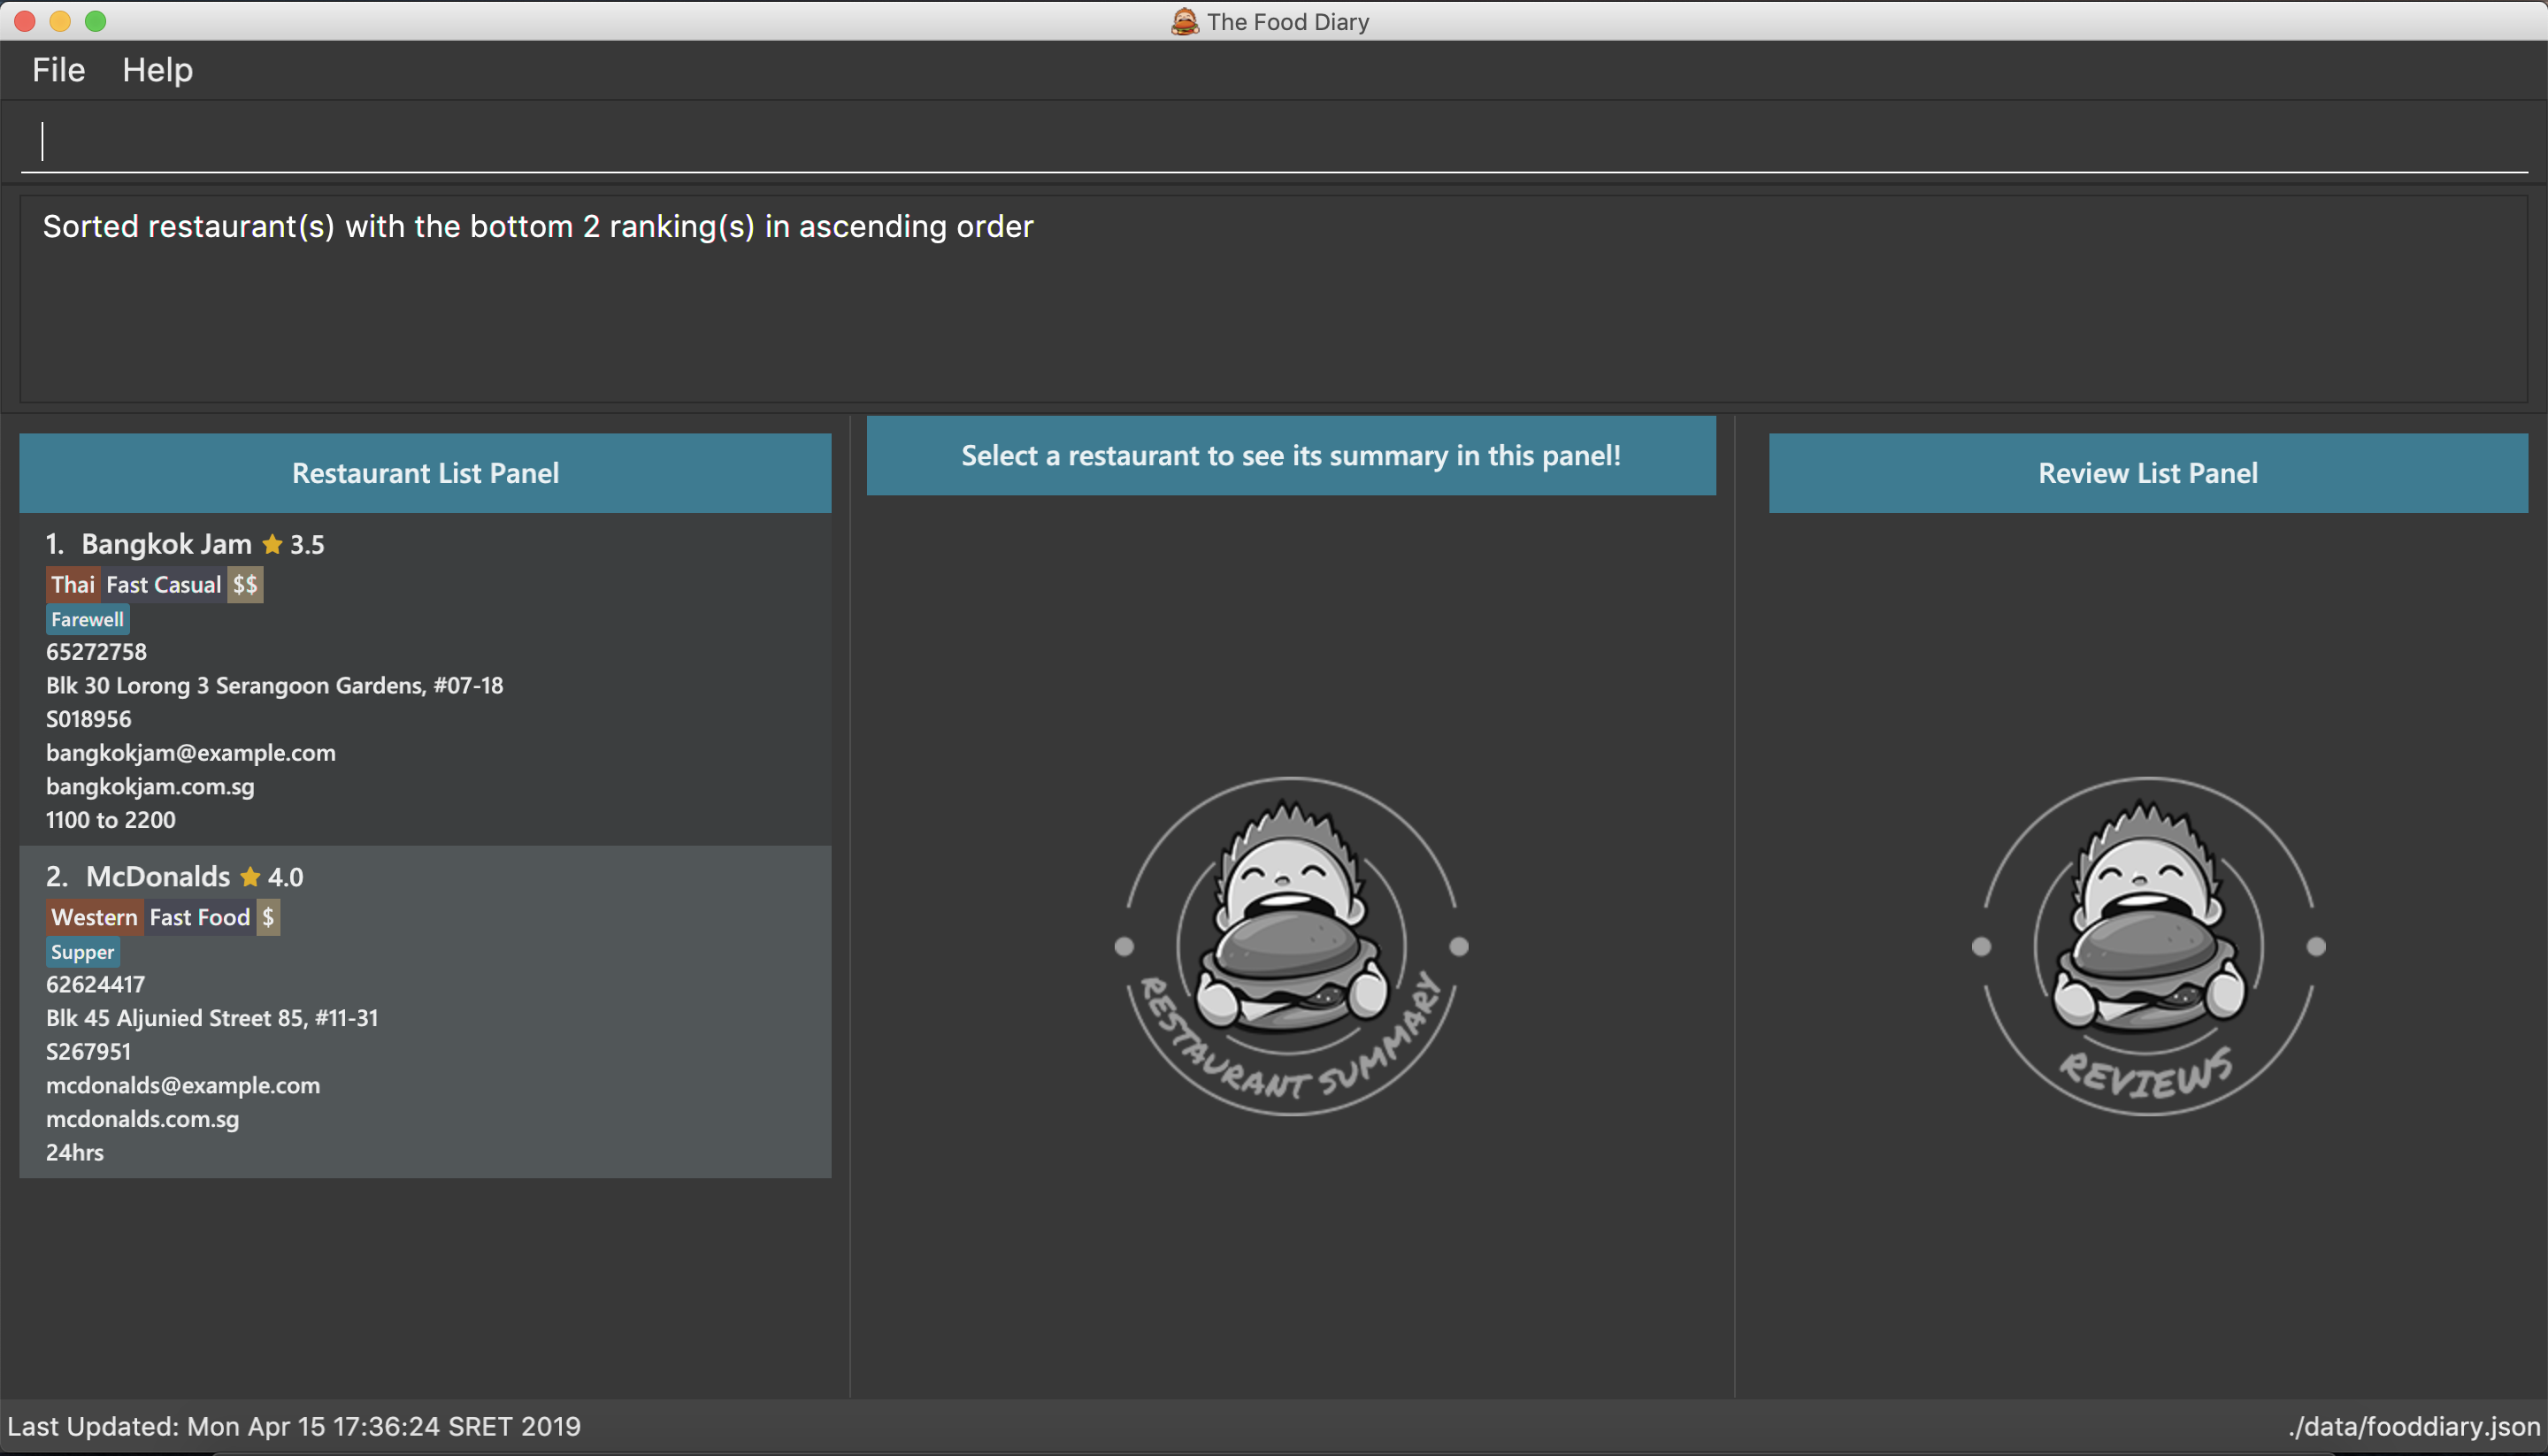 The Food Diary
File Help
Sorted restaurant(s) with the bottom 2 ranking(s) in ascending order
Restaurant List Panel
1. Bangkok Jam 3.5
Thai Fast Casual $$
Farewell
65272758
Blk 30 Lorong 3 Serangoon Gardens, #07-18
S018956
bangkokjam@example.com
bangkokjam.com.sg
1100 to 2200
2. McDonalds 4.0
Western Fast Food $
Supper
62624417
Blk 45 Aljunied Street 85, #11-31
S267951
mcdonalds@example.com
mcdonalds.com.sg
24hrs
Select a restaurant to see its summary in this panel!
RESTAURANT SUMMARY
Review List Panel
REVIEWS
Last Updated: Mon Apr 15 17:36:24 SRET 2019
./data/fooddiary.json